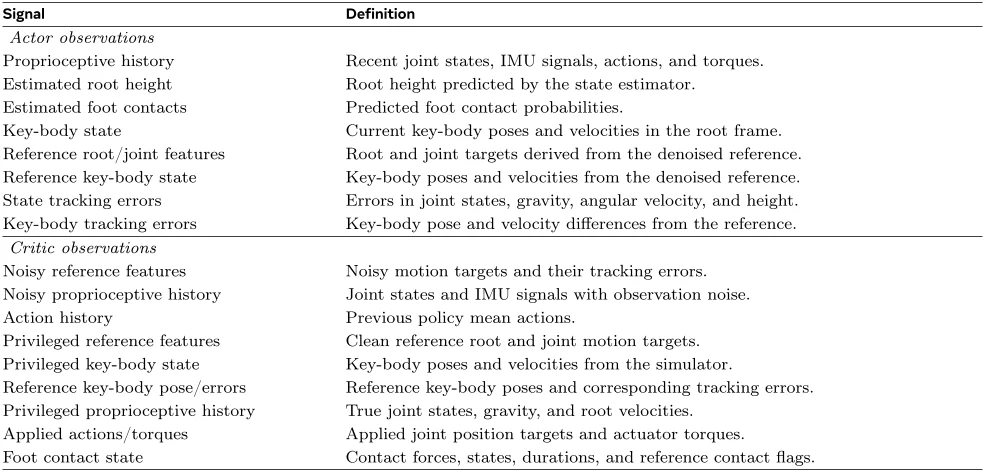 Signal Definition
Actor observations
Proprioceptive history Recent joint states, IMU signals, actions, and torques.
Estimated root height Root height predicted by the state estimator.
Estimated foot contacts Predicted foot contact probabilities.
Key-body state Current key-body poses and velocities in the root frame.
Reference root/joint features Root and joint targets derived from the denoised reference.
Reference key-body state Key-body poses and velocities from the denoised reference.
State tracking errors Errors in joint states, gravity, angular velocity, and height.
Key-body tracking errors Key-body pose and velocity differences from the reference.
Critic observations
Noisy reference features Noisy motion targets and their tracking errors.
Noisy proprioceptive history Joint states and IMU signals with observation noise.
Action history Previous policy mean actions.
Privileged reference features Clean reference root and joint motion targets.
Privileged key-body state Key-body poses and velocities from the simulator.
Reference key-body pose/errors Reference key-body poses and corresponding tracking errors.
Privileged proprioceptive history True joint states, gravity, and root velocities.
Applied actions/torques Applied joint position targets and actuator torques.
Foot contact state Contact forces, states, durations, and reference contact flags.